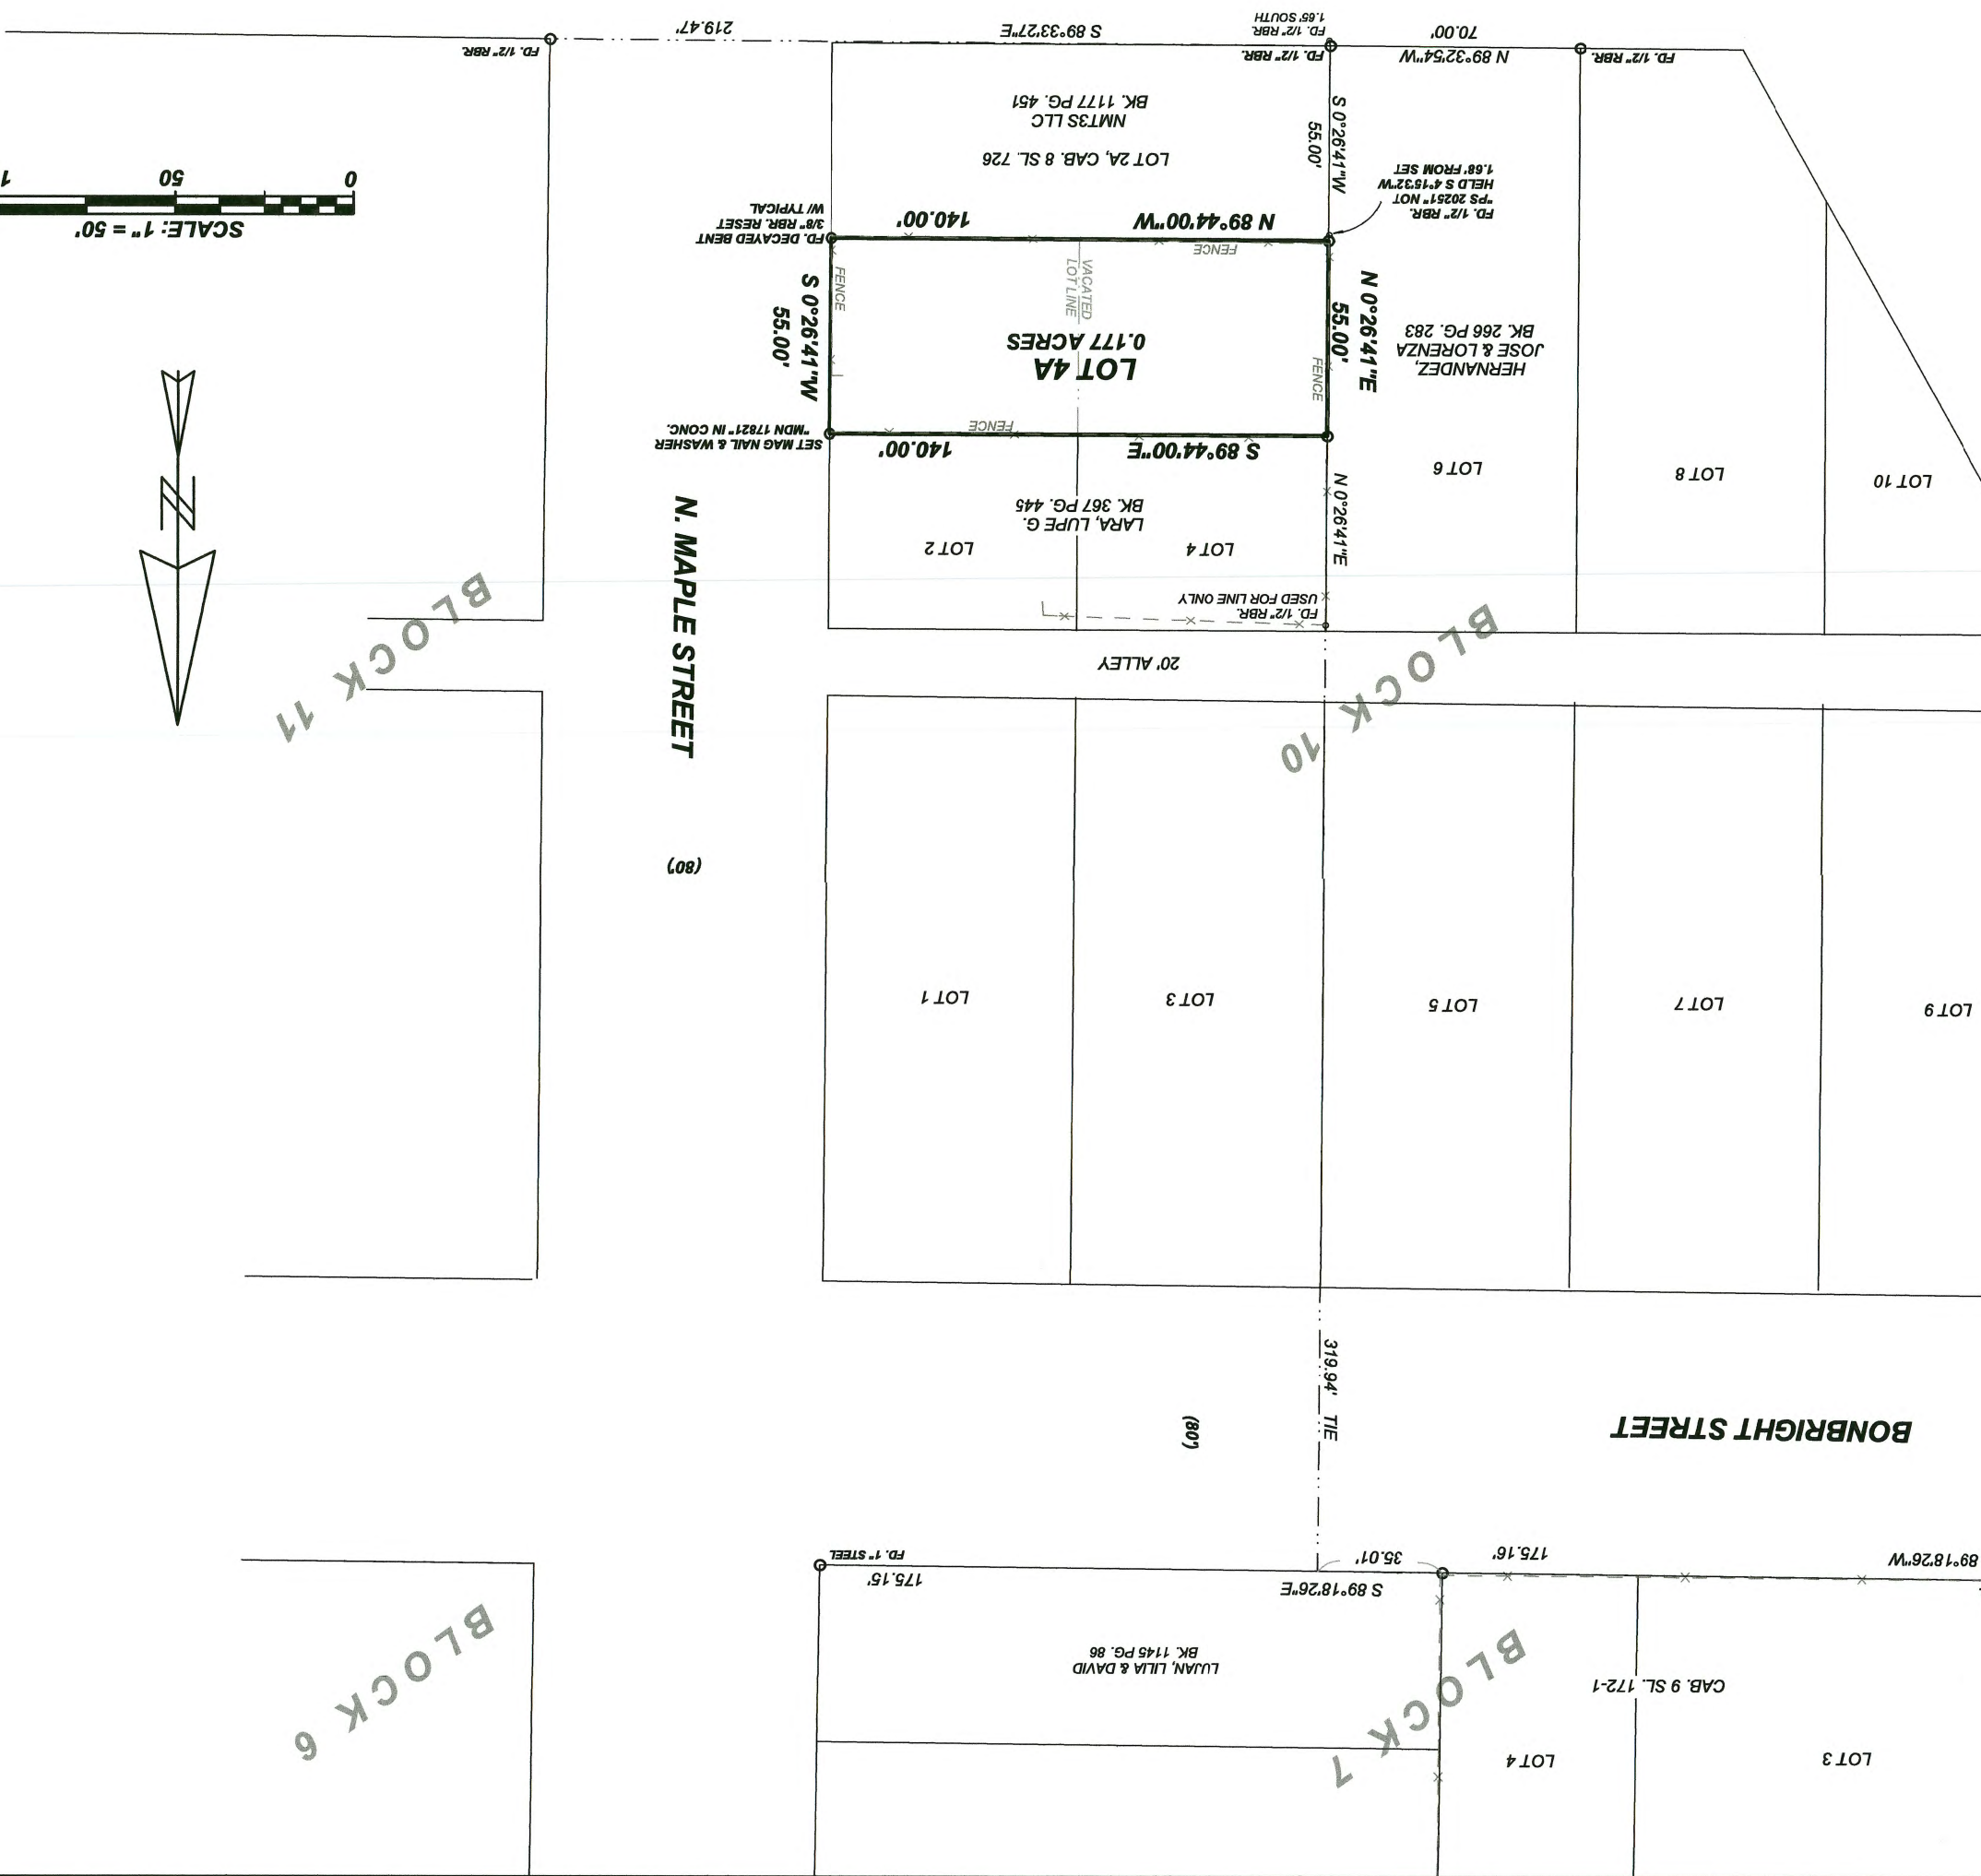 LOT 3
LOT 4
CAB. 9 SL. 172-1
BLOCK 7
LUJAN, LILIA & DAVID
BK. 1145 PG. 86
BLOCK 6
89°18'26"W
175.16'
35.01'
S 89°18'26"E
175.15'
FD. 1" STEEL
BONBRIGHT STREET
(80')
319.94' TIE
LOT 9
LOT 7
LOT 5
LOT 3
LOT 1
(80')
N. MAPLE STREET
BLOCK 10
BLOCK 11
20' ALLEY
FD. 1/2" RBR.
USED FOR LINE ONLY
LOT 10
LOT 8
LOT 6
LOT 4
LOT 2
N 0°26'41"E
LARA, LUPE G.
BK. 367 PG. 445
S 89°44'00"E
140.00'
SET MAG NAIL & WASHER
"MDN 17821" IN CONC.
FENCE
HERNANDEZ,
JOSE & LORENZA
BK. 266 PG. 283
N 0°26'41"E
55.00'
FENCE
LOT 4A
0.177 ACRES
VACATED
LOT LINE
S 0°26'41"W
55.00'
FENCE
FENCE
N 89°44'00"W
140.00'
FD. DECAYED BENT
3/8" RBR. RESET
W/ TYPICAL
FD. 1/2" RBR.
"PS 20251" NOT
HELD S 4°15'32"W
1.68' FROM SET
S 0°26'41"W
55.00'
LOT 2A, CAB. 8 SL. 726
NMT3S LLC
BK. 1177 PG. 451
FD. 1/2" RBR.
N 89°32'54"W
70.00'
FD. 1/2" RBR.
FD. 1/2" RBR.
1.65' SOUTH
S 89°33'27"E
219.47'
FD. 1/2" RBR.
N
SCALE: 1" = 50'
0
50
1